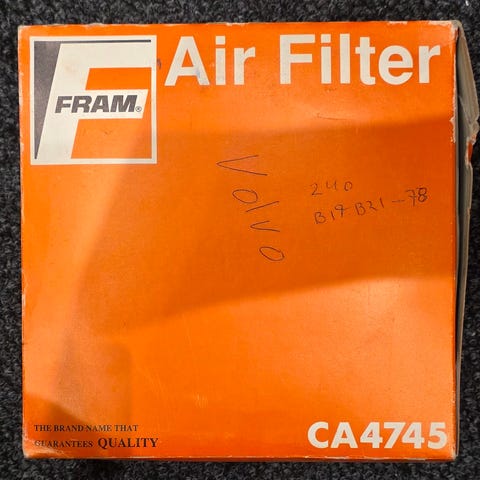 Air Filter
FRAM®
Volvo
240
B19 B21-78
THE BRAND NAME THAT
GUARANTEES QUALITY
CA4745